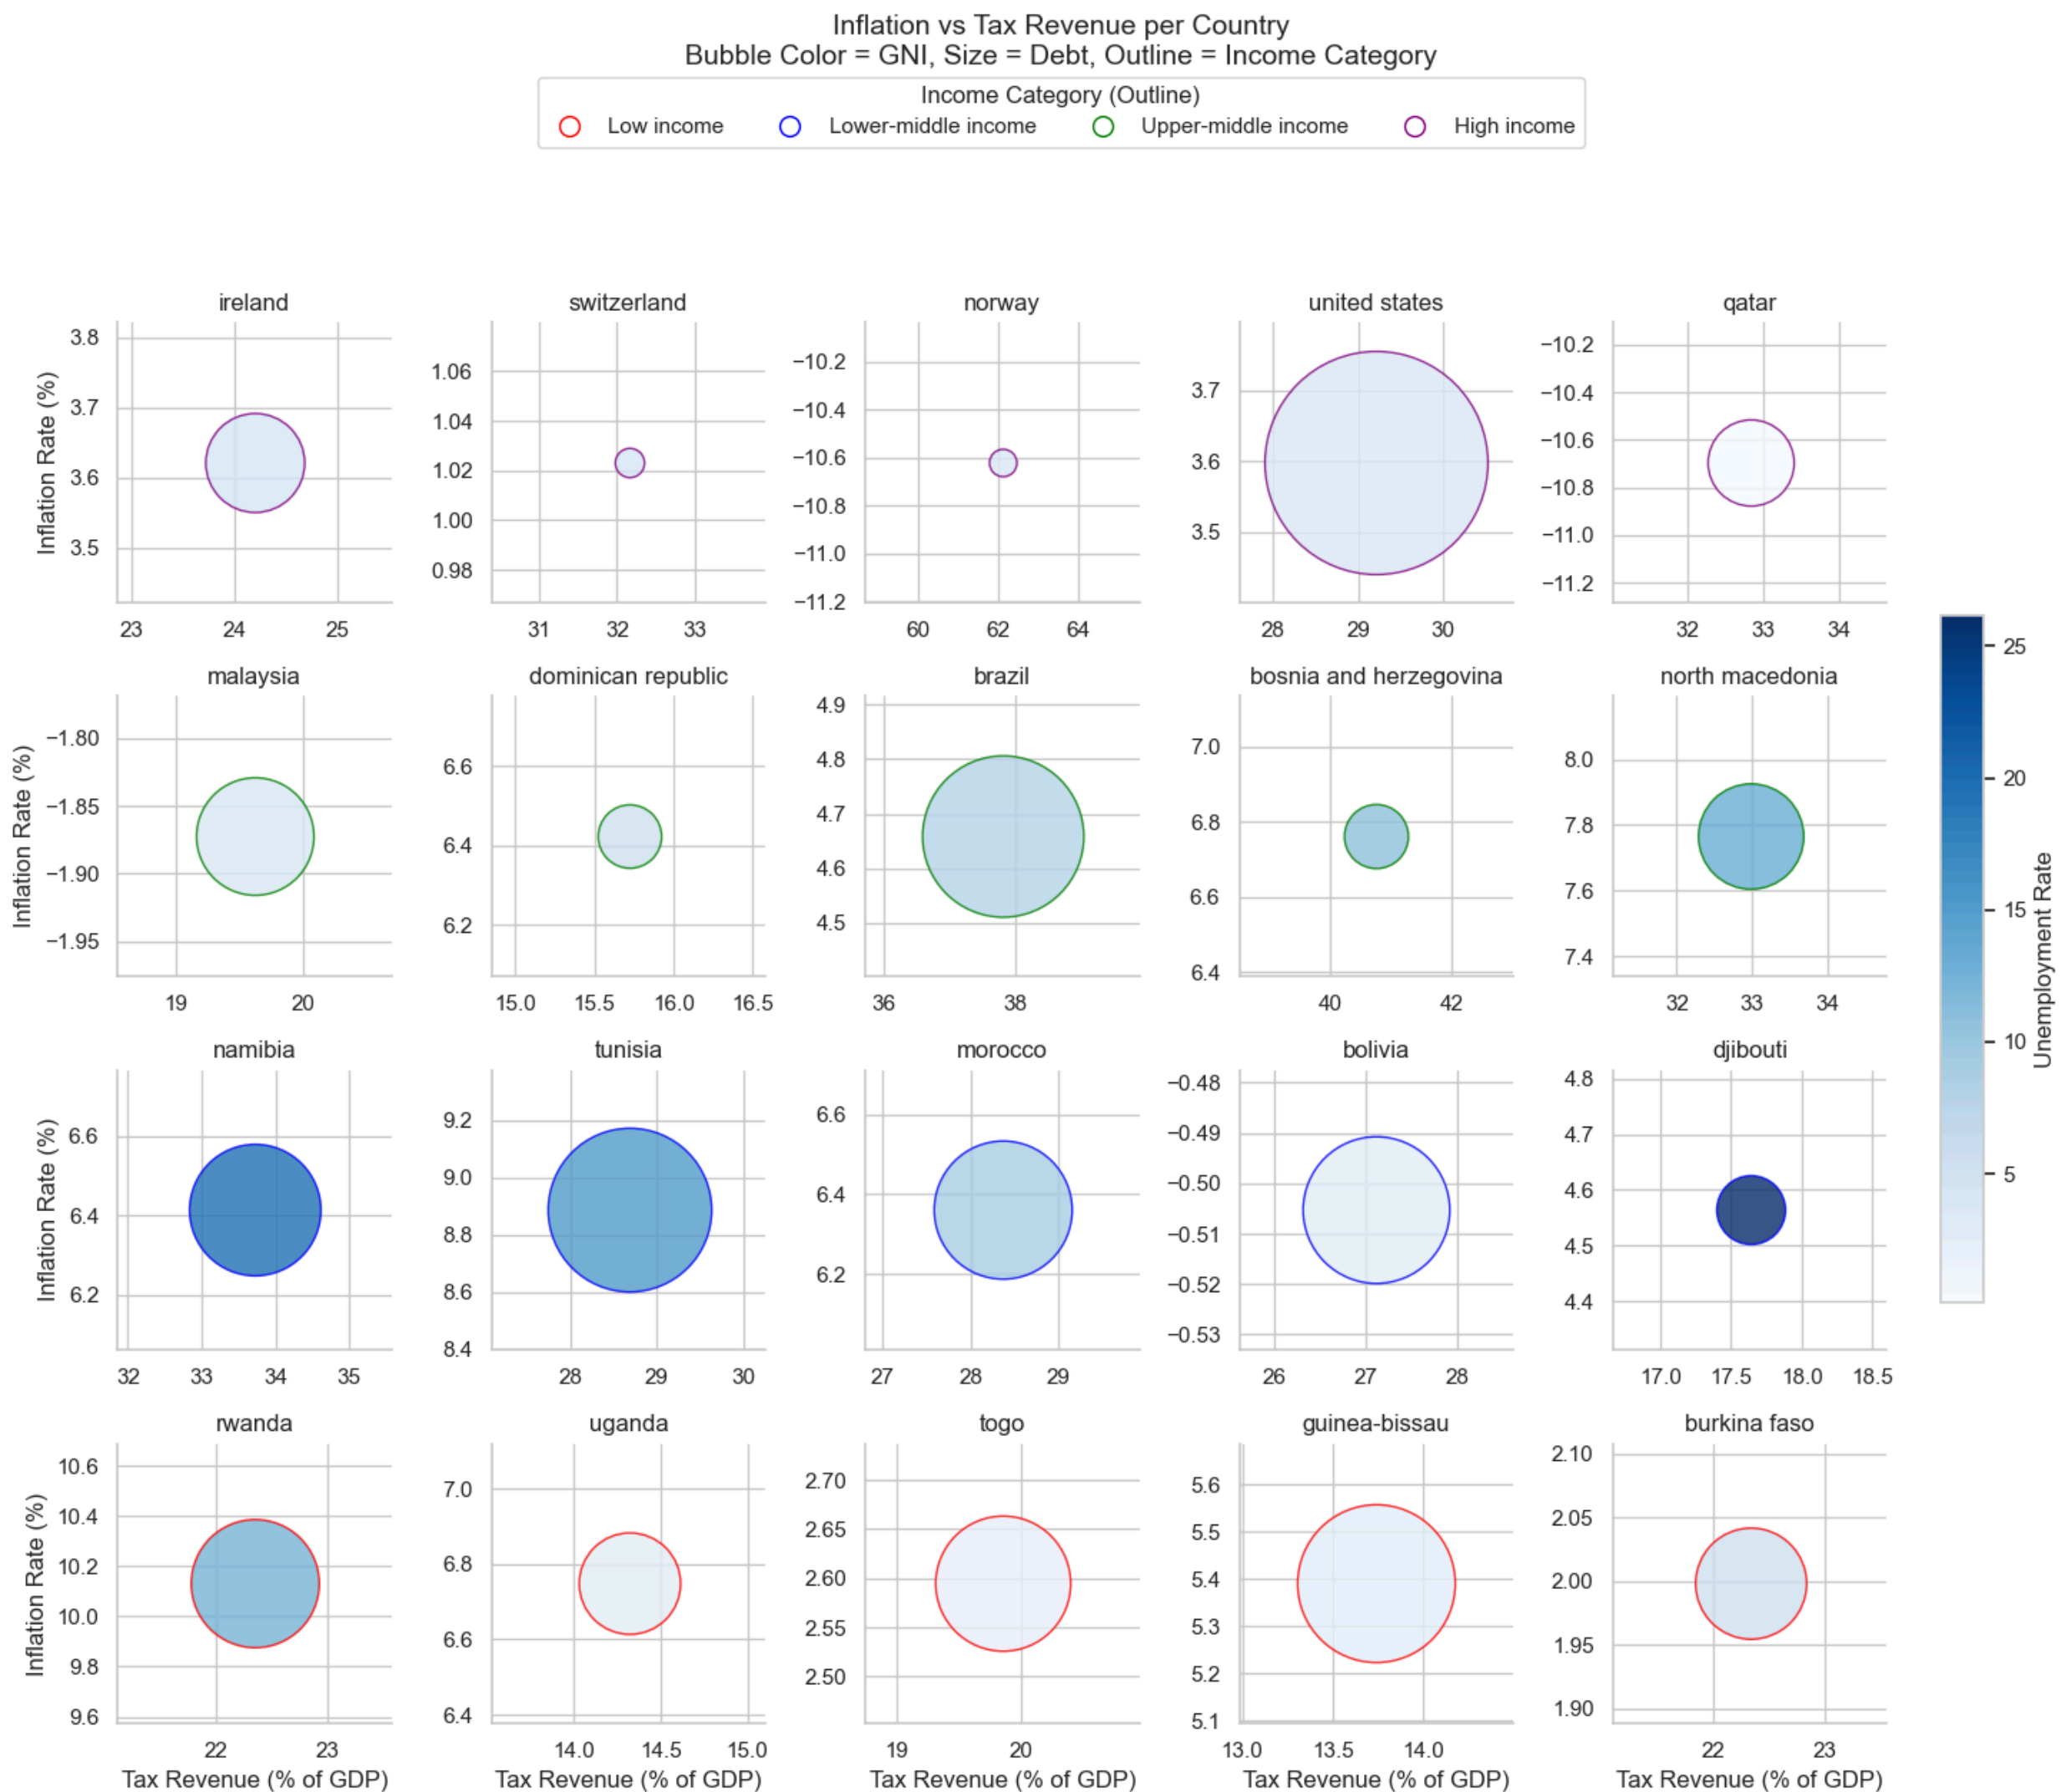 Inflation vs Tax Revenue per Country
Bubble Color = GNI, Size = Debt, Outline = Income Category
Income Category (Outline)
Low income Lower-middle income Upper-middle income High income
ireland
Inflation Rate (%)
3.8
3.7
3.6
3.5
23 24 25
switzerland
1.06
1.04
1.02
1.00
0.98
31 32 33
norway
−10.2
−10.4
−10.6
−10.8
−11.0
−11.2
60 62 64
united states
3.7
3.6
3.5
28 29 30
qatar
−10.2
−10.4
−10.6
−10.8
−11.0
−11.2
32 33 34
malaysia
Inflation Rate (%)
−1.80
−1.85
−1.90
−1.95
19 20
dominican republic
6.6
6.4
6.2
15.0 15.5 16.0 16.5
brazil
4.9
4.8
4.7
4.6
4.5
36 38
bosnia and herzegovina
7.0
6.8
6.6
6.4
40 42
north macedonia
8.0
7.8
7.6
7.4
32 33 34
namibia
Inflation Rate (%)
6.6
6.4
6.2
32 33 34 35
tunisia
9.2
9.0
8.8
8.6
8.4
28 29 30
morocco
6.6
6.4
6.2
27 28 29
bolivia
−0.48
−0.49
−0.50
−0.51
−0.52
−0.53
26 27 28
djibouti
4.8
4.7
4.6
4.5
4.4
17.0 17.5 18.0 18.5
rwanda
Inflation Rate (%)
10.6
10.4
10.2
10.0
9.8
9.6
22 23
Tax Revenue (% of GDP)
uganda
7.0
6.8
6.6
6.4
14.0 14.5 15.0
Tax Revenue (% of GDP)
togo
2.70
2.65
2.60
2.55
2.50
19 20
Tax Revenue (% of GDP)
guinea-bissau
5.6
5.5
5.4
5.3
5.2
5.1
13.0 13.5 14.0
Tax Revenue (% of GDP)
burkina faso
2.10
2.05
2.00
1.95
1.90
22 23
Tax Revenue (% of GDP)
25
20
15
10
5
Unemployment Rate